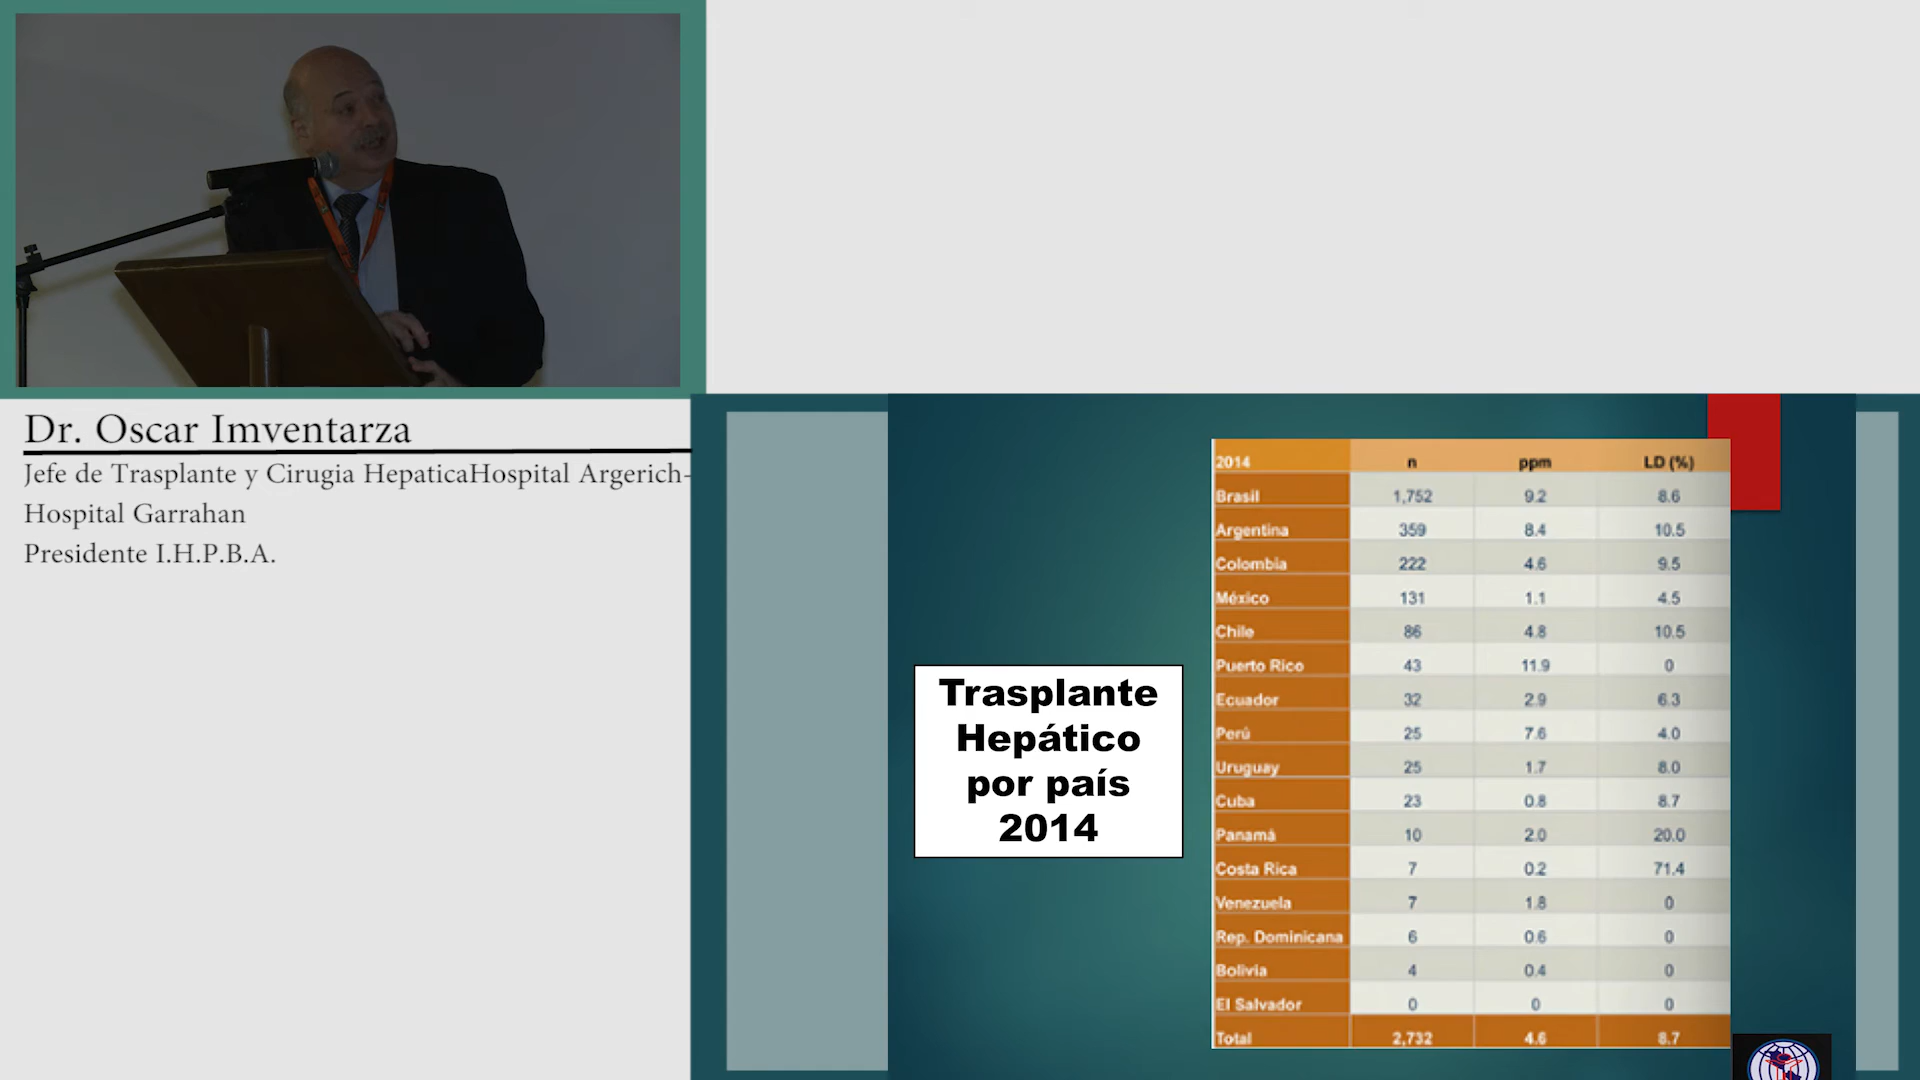 Dr. Oscar Imventarza
Jefe de Trasplante y Cirugia HepaticaHospital Argerich-
Hospital Garrahan
Presidente I.H.P.B.A.
Trasplante
Hepático
por país
2014
2014 n ppm LD (%)
Brasil 1,752 9.2 8.6
Argentina 359 8.4 10.5
Colombia 222 4.6 9.5
México 131 1.1 4.5
Chile 86 4.8 10.5
Puerto Rico 43 11.9 0
Ecuador 32 2.9 6.3
Perú 25 7.6 4.0
Uruguay 25 1.7 8.0
Cuba 23 0.8 8.7
Panamá 10 2.0 20.0
Costa Rica 7 0.2 71.4
Venezuela 7 1.8 0
Rep. Dominicana 6 0.6 0
Bolivia 4 0.4 0
El Salvador 0 0 0
Total 2,732 4.6 8.7